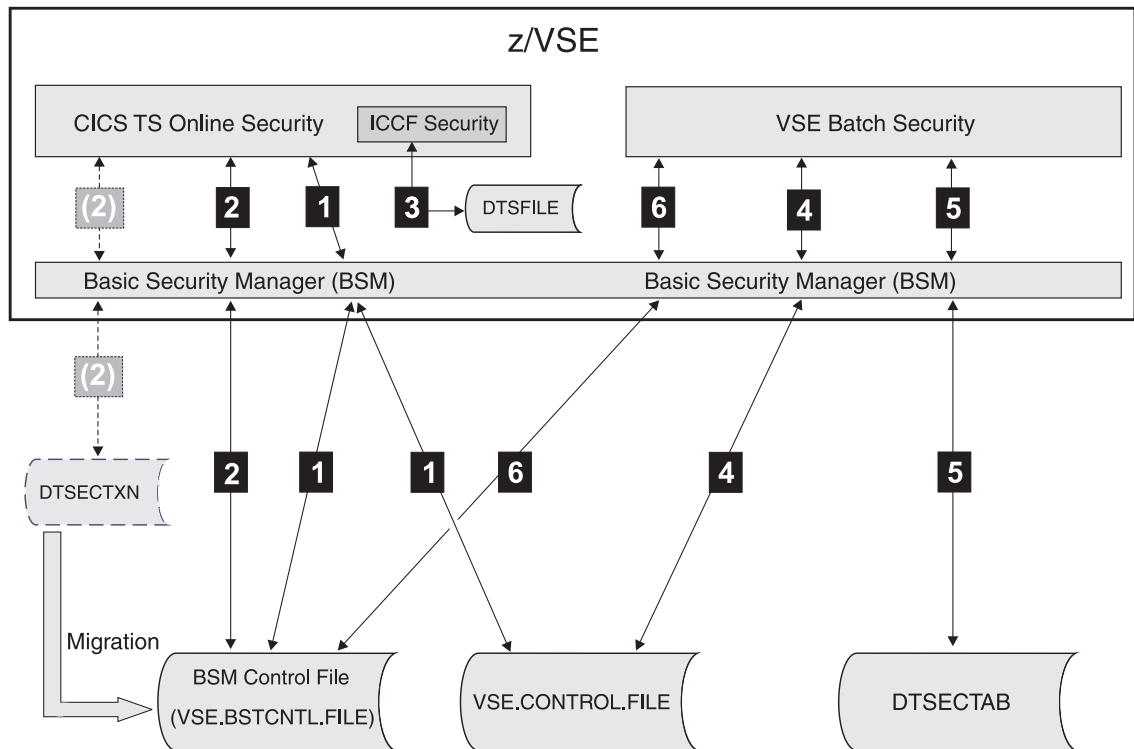 z/VSE
CICS TS Online Security
ICCF Security
VSE Batch Security
(2)
2
1
3
DTSFILE
6
4
5
Basic Security Manager (BSM)
Basic Security Manager (BSM)
(2)
DTSECTXN
2
1
1
6
4
5
Migration
BSM Control File
(VSE.BSTCNTL.FILE)
VSE.CONTROL.FILE
DTSECTAB